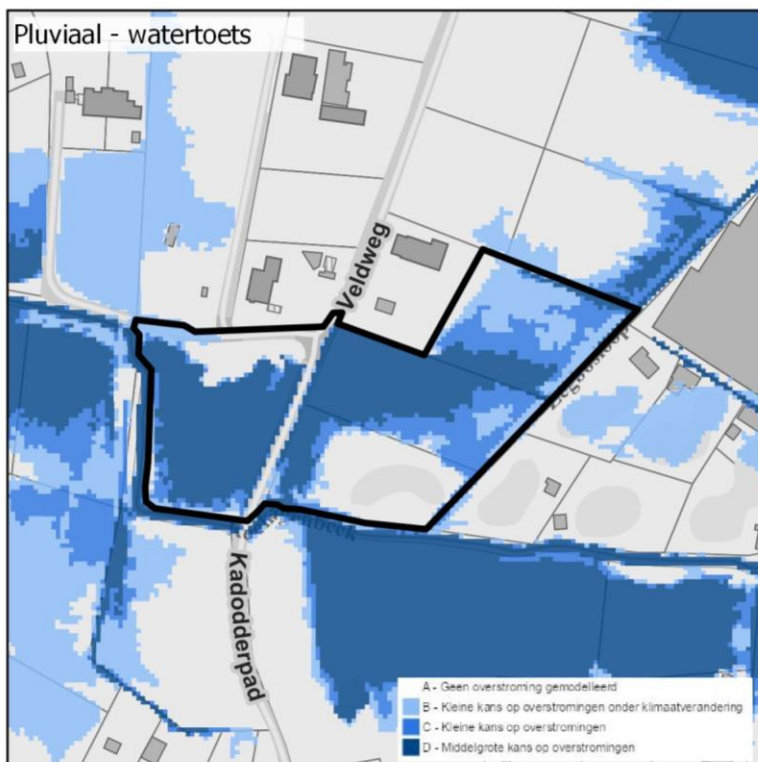 Pluviaal - watertoets
Veldweg
Kadodderpad
A - Geen overstroming gemodelleerd
B - Kleine kans op overstromingen onder klimaatverandering
C - Kleine kans op overstromingen
D - Middelgrote kans op overstromingen